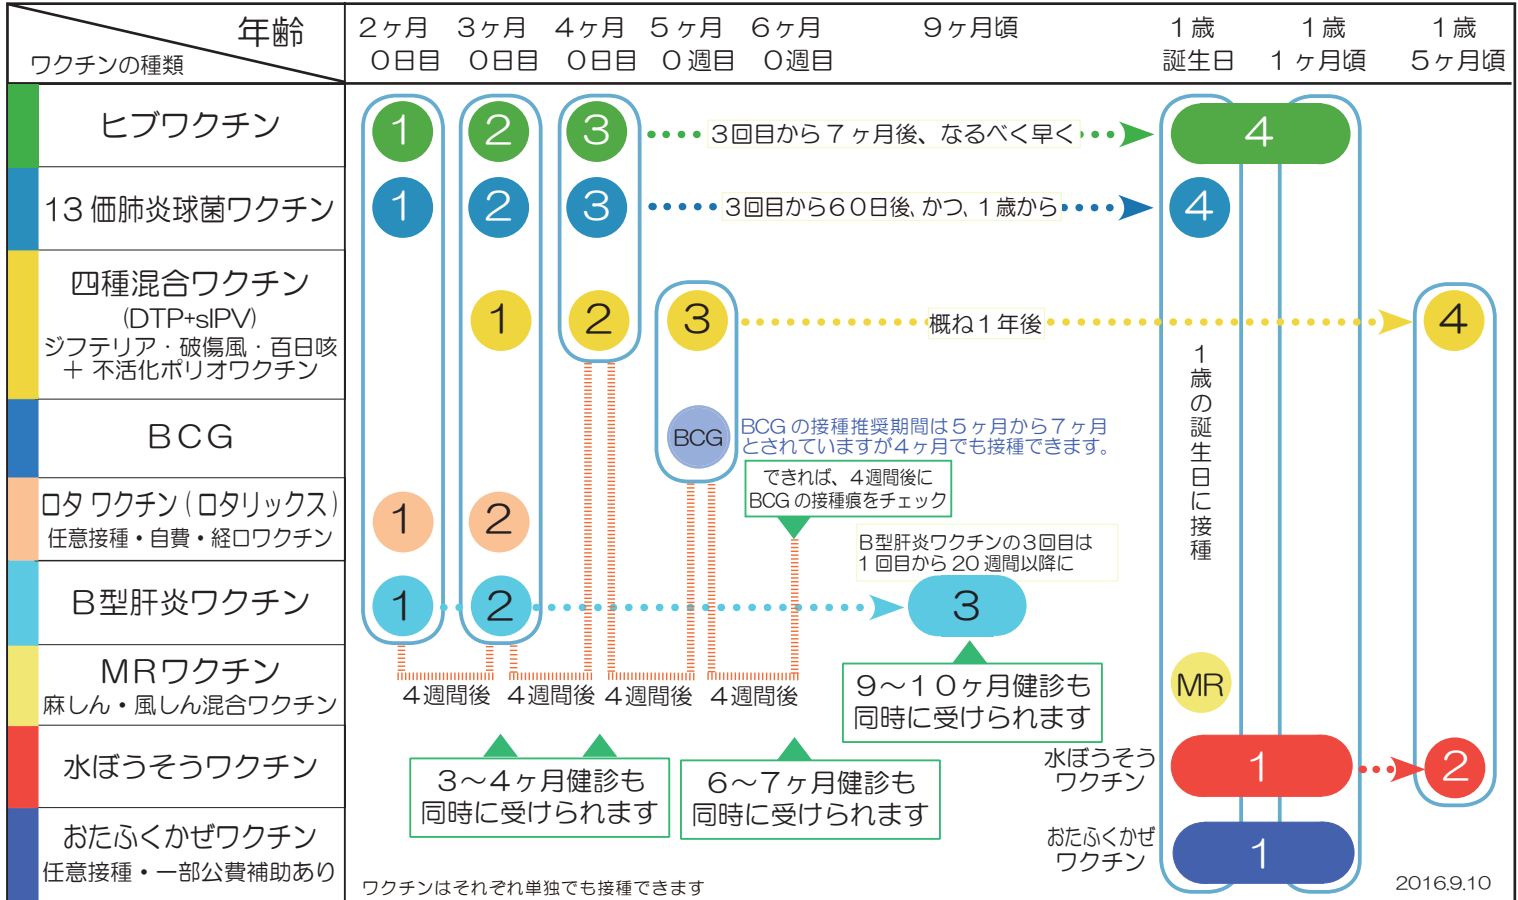 年齢
ワクチンの種類
2ヶ月
0日目
3ヶ月
0日目
4ヶ月
0日目
5ヶ月
0週目
6ヶ月
0週目
9ヶ月頃
1歳
誕生日
1歳
1ヶ月頃
1歳
5ヶ月頃
ヒブワクチン
1
2
3
3回目から7ヶ月後、なるべく早く
4
13価肺炎球菌ワクチン
1
2
3
3回目から60日後、かつ、1歳から
4
四種混合ワクチン
(DTP+sIPV)
ジフテリア・破傷風・百日咳
＋不活化ポリオワクチン
1
2
3
概ね1年後
4
1歳の誕生日に接種
BCG
BCG
BCGの接種推奨期間は5ヶ月から7ヶ月
とされていますが4ヶ月でも接種できます。
できれば、4週間後に
BCGの接種痕をチェック
ロタワクチン(ロタリックス)
任意接種・自費・経口ワクチン
1
2
B型肝炎ワクチンの3回目は
1回目から20週間以降に
B型肝炎ワクチン
1
2
3
MRワクチン
麻しん・風しん混合ワクチン
4週間後
4週間後
4週間後
4週間後
9～10ヶ月健診も
同時に受けられます
MR
水ぼうそうワクチン
3～4ヶ月健診も
同時に受けられます
6～7ヶ月健診も
同時に受けられます
水ぼうそう
ワクチン
1
2
おたふくかぜワクチン
任意接種・一部公費補助あり
おたふくかぜ
ワクチン
1
ワクチンはそれぞれ単独でも接種できます
2016.9.10